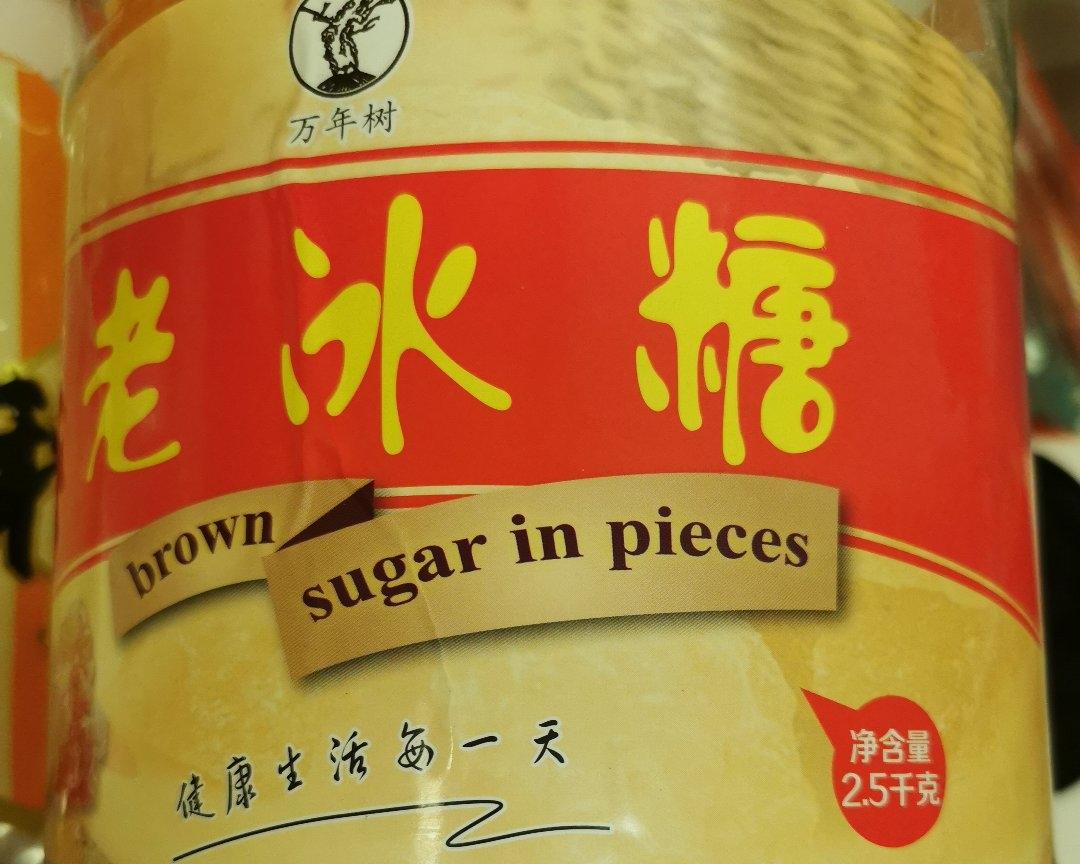 万年树
老冰糖
brown
sugar in pieces
健康生活每一天
净含量
2.5千克